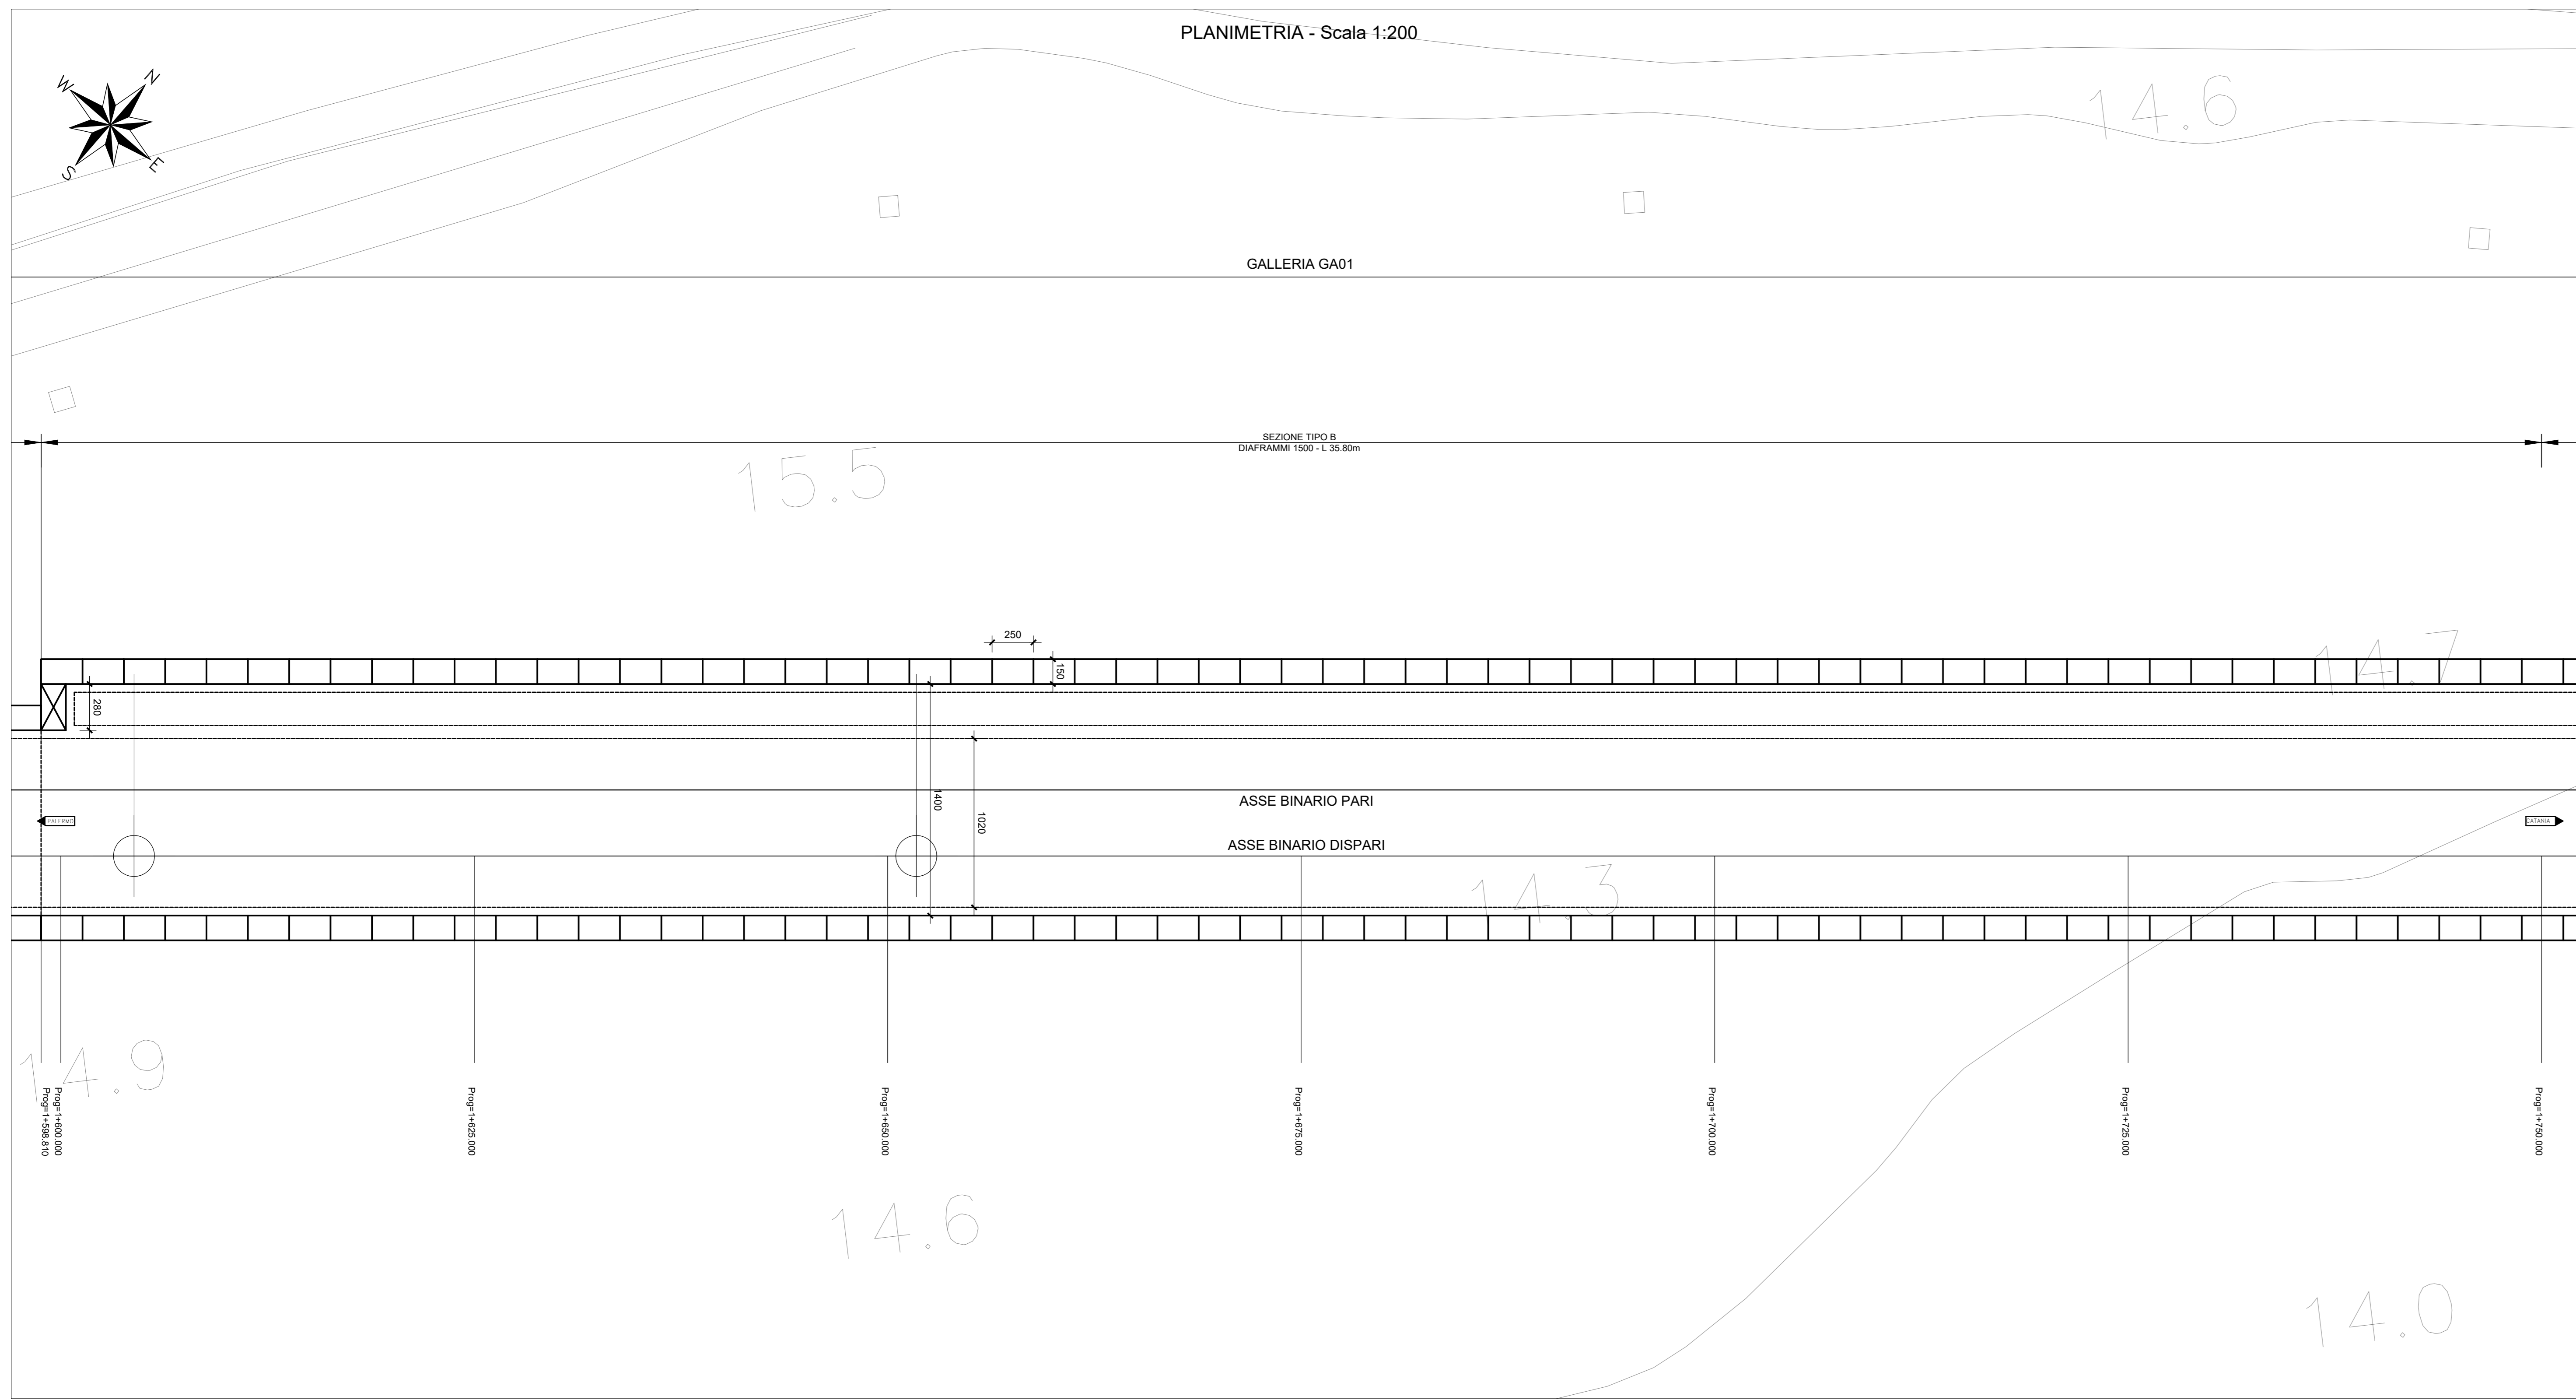 PLANIMETRIA - Scala 1:200
W
N
S
E
14.6
GALLERIA GA01
SEZIONE TIPO B
DIAFRAMMI 1500 - L 35.80m
15.5
250
150
14.7
280
1400
1020
ASSE BINARIO PARI
PALERMO
CATANIA
ASSE BINARIO DISPARI
14.3
14.9
Prog=1+598.810
Prog=1+600.000
Prog=1+625.000
Prog=1+650.000
Prog=1+675.000
Prog=1+700.000
Prog=1+725.000
Prog=1+750.000
14.6
14.0